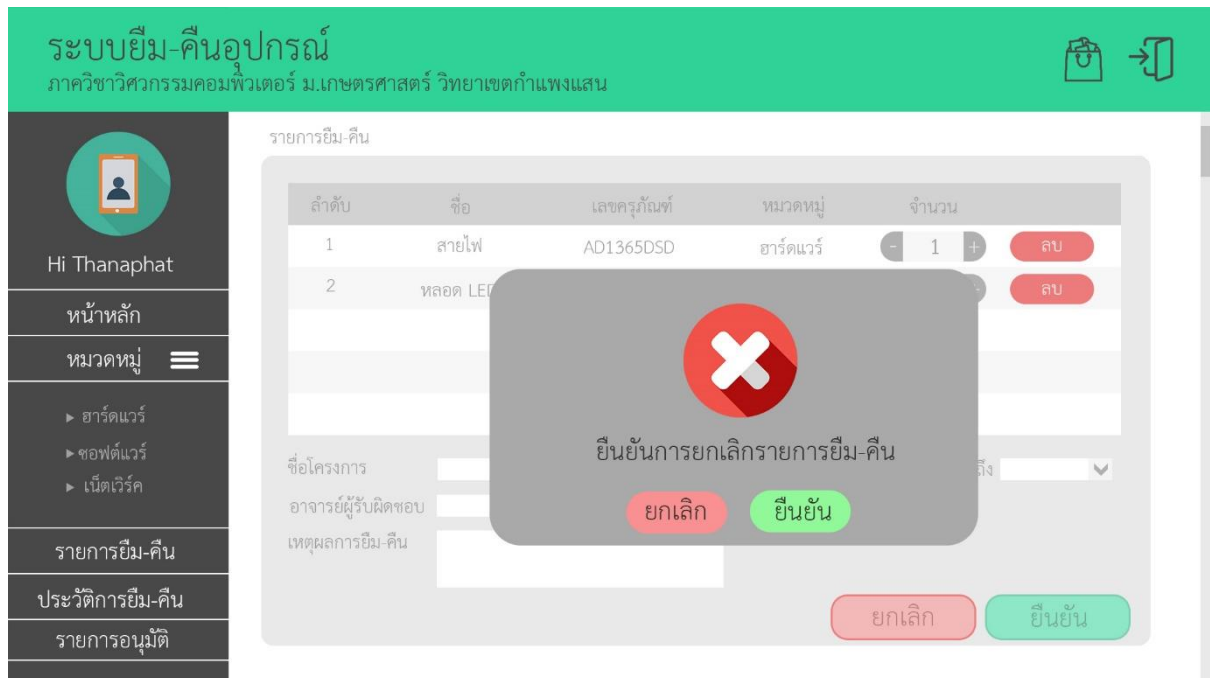 ระบบยืม-คืนอุปกรณ์
ภาควิชาวิศวกรรมคอมพิวเตอร์ ม.เกษตรศาสตร์ วิทยาเขตกำแพงแสน
Hi Thanaphat
หน้าหลัก
หมวดหมู่
ฮาร์ดแวร์
ซอฟต์แวร์
เน็ตเวิร์ค
รายการยืม-คืน
ประวัติการยืม-คืน
รายการอนุมัติ
รายการยืม-คืน
ลำดับ ชื่อ เลขครุภัณฑ์ หมวดหมู่ จำนวน
1 สายไฟ AD1365DSD ฮาร์ดแวร์ - 1 + ลบ
2 หลอด LED ลบ
ยืนยันการยกเลิกรายการยืม-คืน
ยกเลิก ยืนยัน
ชื่อโครงการ ถึง
อาจารย์ผู้รับผิดชอบ
เหตุผลการยืม-คืน
ยกเลิก ยืนยัน